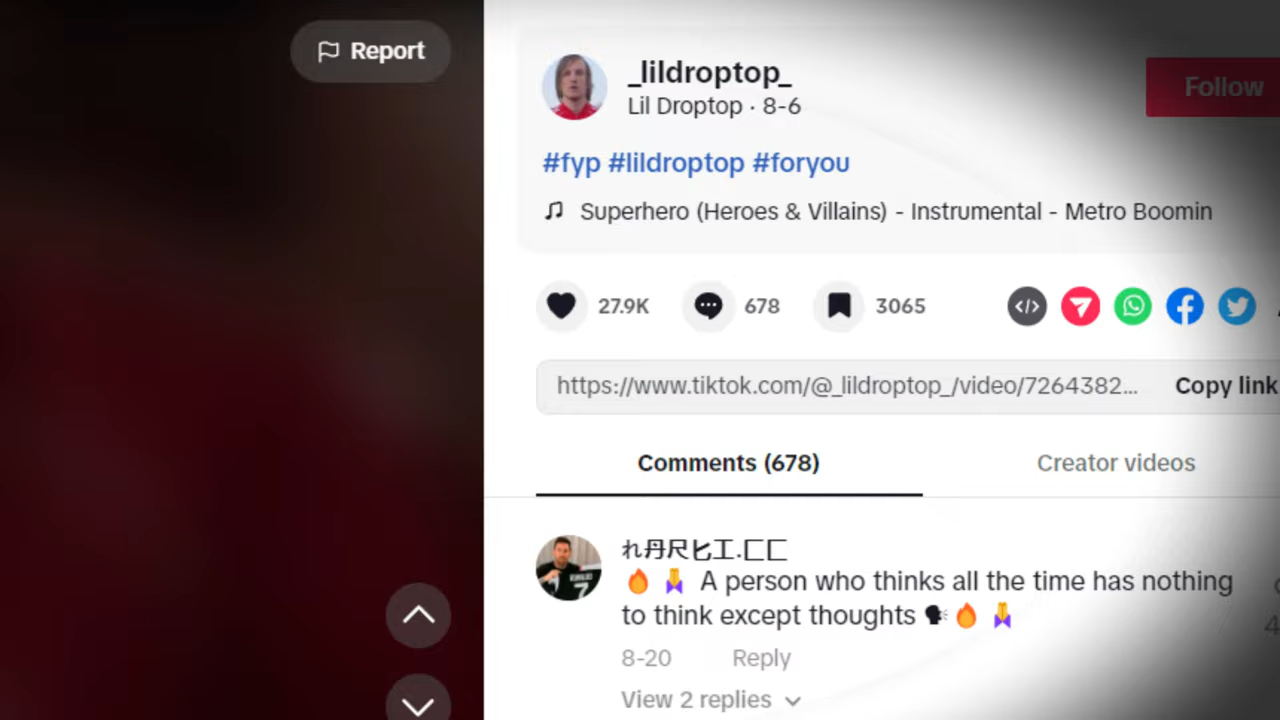 Report
_lildroptop_
Lil Droptop · 8-6
Follow
#fyp #lildroptop #foryou
Superhero (Heroes & Villains) - Instrumental - Metro Boomin
27.9K 678 3065
https://www.tiktok.com/@_lildroptop_/video/7264382...
Copy link
Comments (678)
Creator videos
れ丹尺匕工.匚匚
🔥 🙏 A person who thinks all the time has nothing
to think except thoughts 🗣🔥 🙏
8-20 Reply
View 2 replies